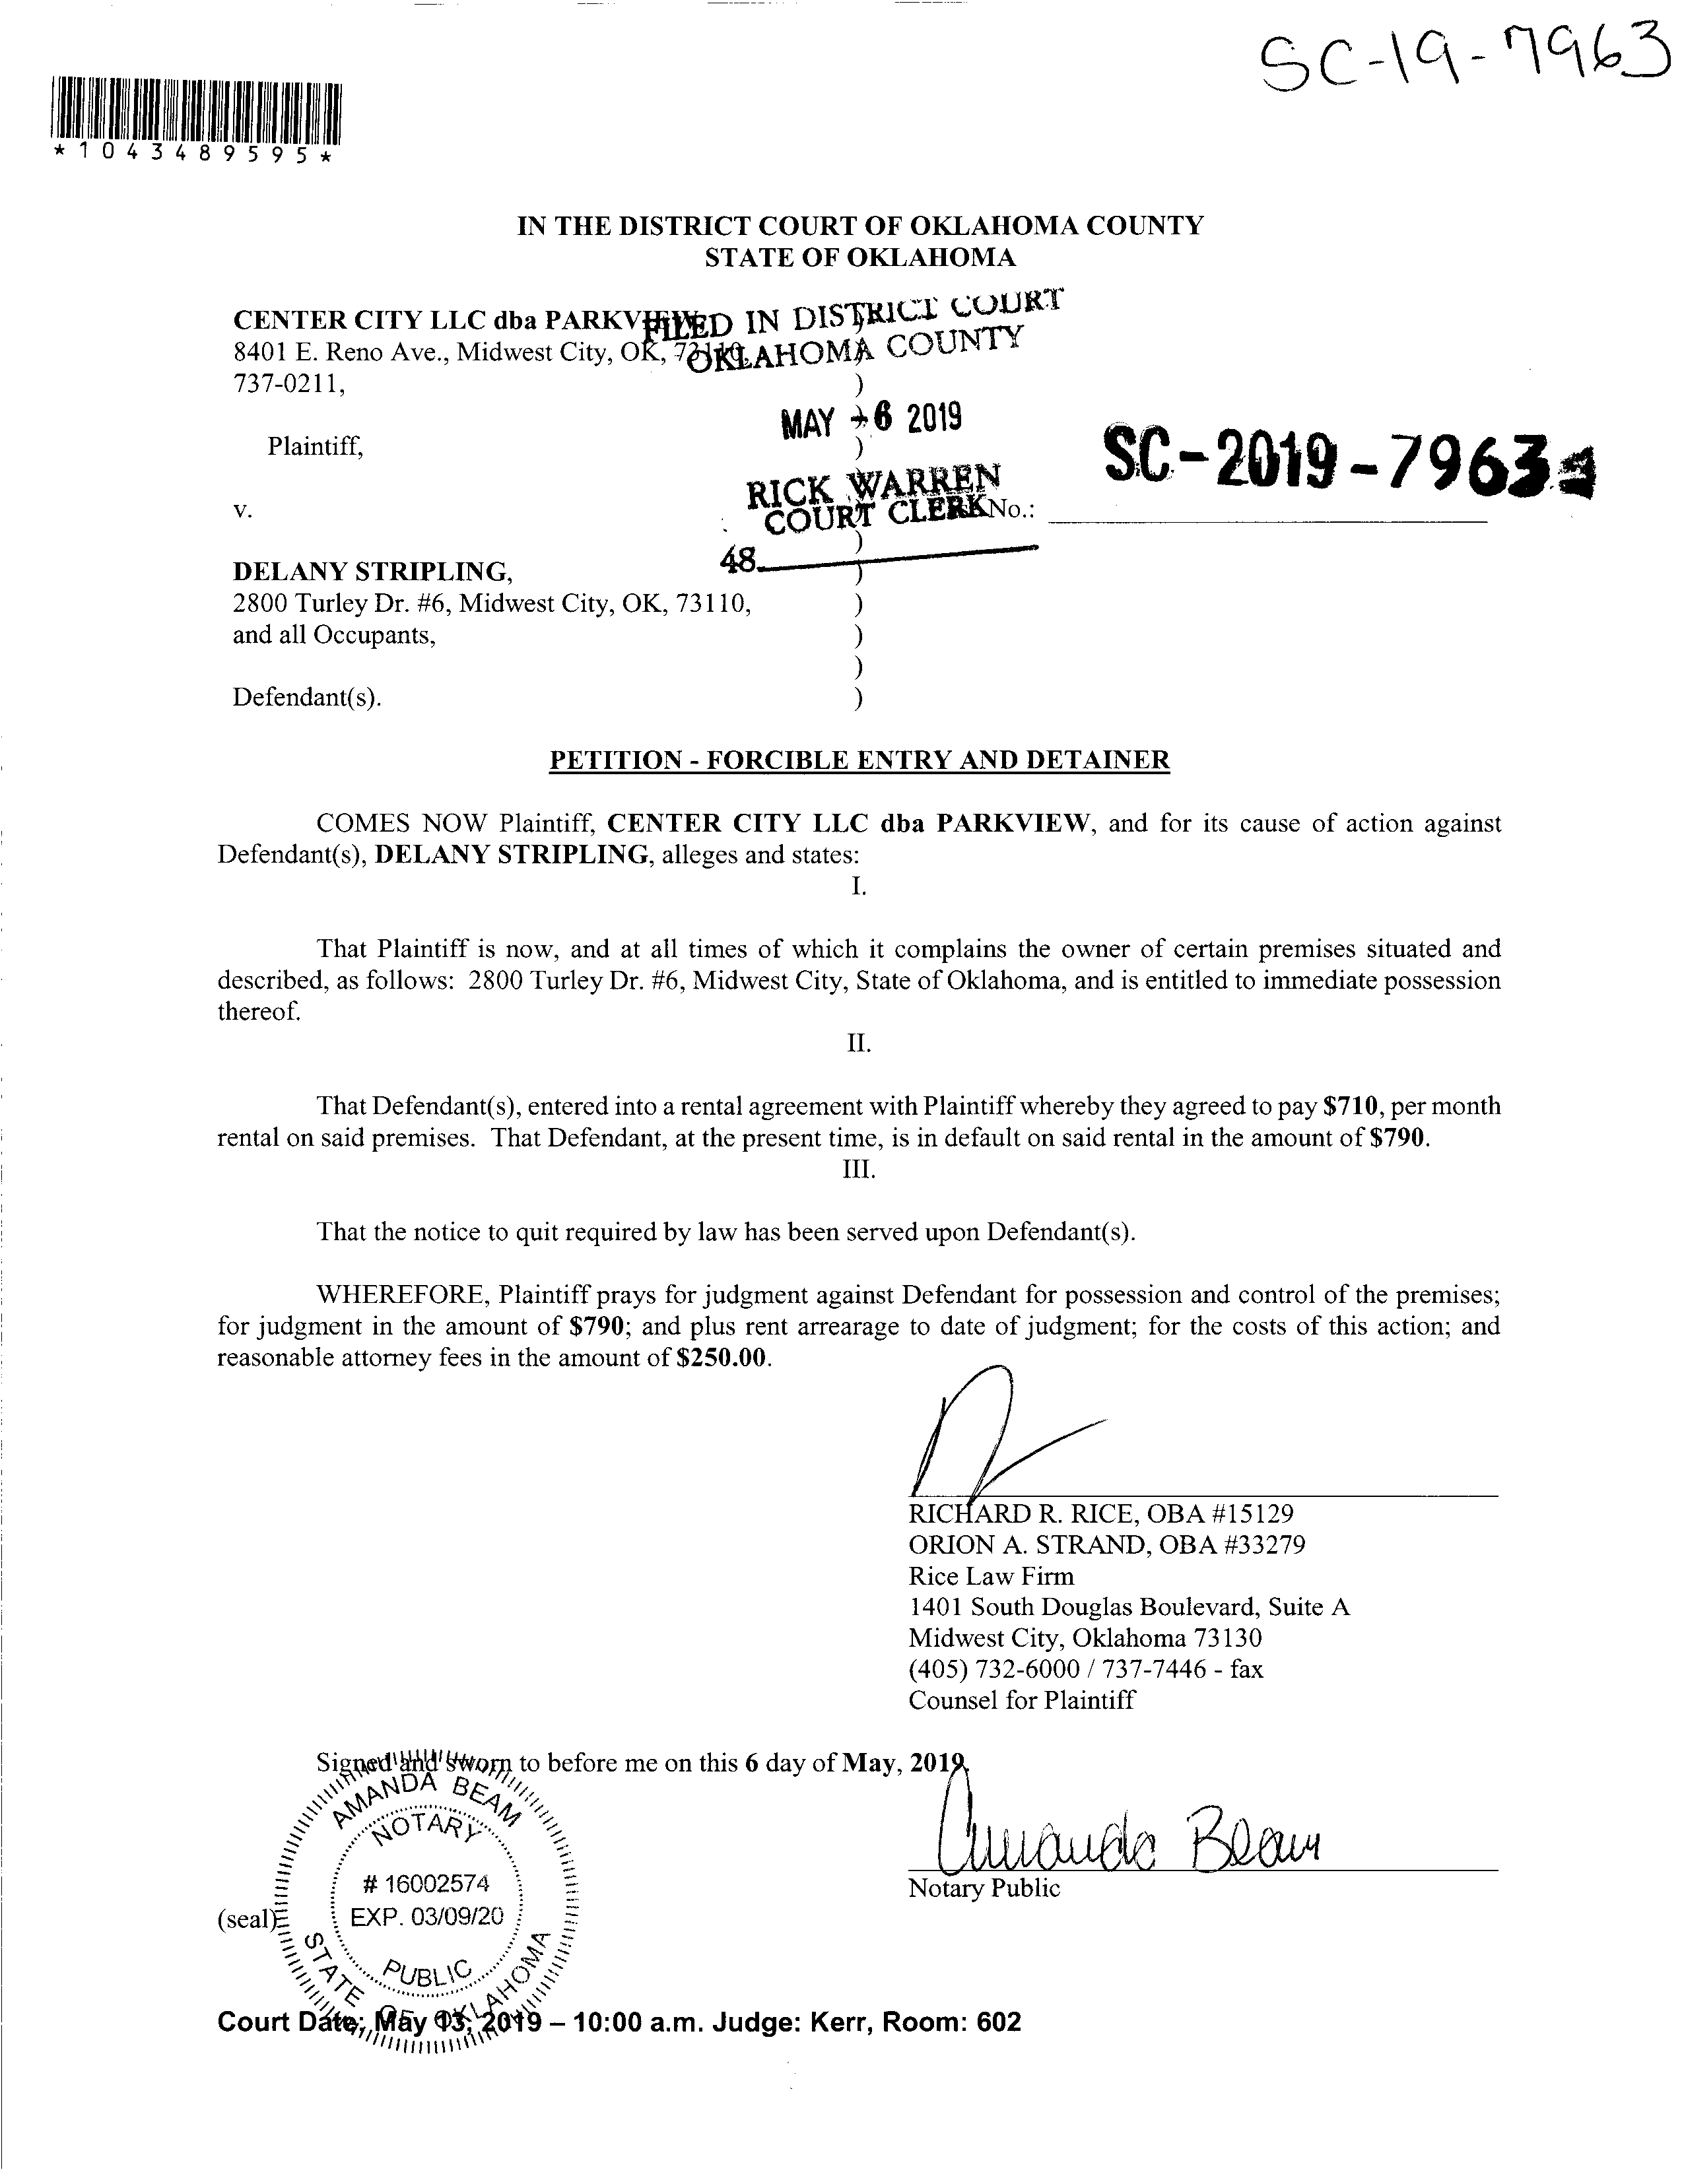 SC-19-7963
*1043489595*
IN THE DISTRICT COURT OF OKLAHOMA COUNTY
STATE OF OKLAHOMA
CENTER CITY LLC dba PARKVIEW,
FILED IN DISTRICT COURT
8401 E. Reno Ave., Midwest City, OK, 73110,
OKLAHOMA COUNTY
737-0211, )
MAY - 6 2019
Plaintiff, )
SC-2019-7963
RICK WARREN
v. COURT CLERK No.:
)
48
DELANY STRIPLING, )
2800 Turley Dr. #6, Midwest City, OK, 73110, )
and all Occupants, )
)
Defendant(s). )
PETITION - FORCIBLE ENTRY AND DETAINER
COMES NOW Plaintiff, CENTER CITY LLC dba PARKVIEW, and for its cause of action against
Defendant(s), DELANY STRIPLING, alleges and states:
I.
That Plaintiff is now, and at all times of which it complains the owner of certain premises situated and
described, as follows: 2800 Turley Dr. #6, Midwest City, State of Oklahoma, and is entitled to immediate possession
thereof.
II.
That Defendant(s), entered into a rental agreement with Plaintiff whereby they agreed to pay $710, per month
rental on said premises. That Defendant, at the present time, is in default on said rental in the amount of $790.
III.
That the notice to quit required by law has been served upon Defendant(s).
WHEREFORE, Plaintiff prays for judgment against Defendant for possession and control of the premises;
for judgment in the amount of $790; and plus rent arrearage to date of judgment; for the costs of this action; and
reasonable attorney fees in the amount of $250.00.
RICHARD R. RICE, OBA #15129
ORION A. STRAND, OBA #33279
Rice Law Firm
1401 South Douglas Boulevard, Suite A
Midwest City, Oklahoma 73130
(405) 732-6000 / 737-7446 - fax
Counsel for Plaintiff
Signed and sworn to before me on this 6 day of May, 2019.
AMANDA BEAM
NOTARY
Amanda Beam
# 16002574
Notary Public
(seal) EXP. 03/09/20
PUBLIC
STATE OF OKLAHOMA
Court Date: May 13, 2019 – 10:00 a.m. Judge: Kerr, Room: 602